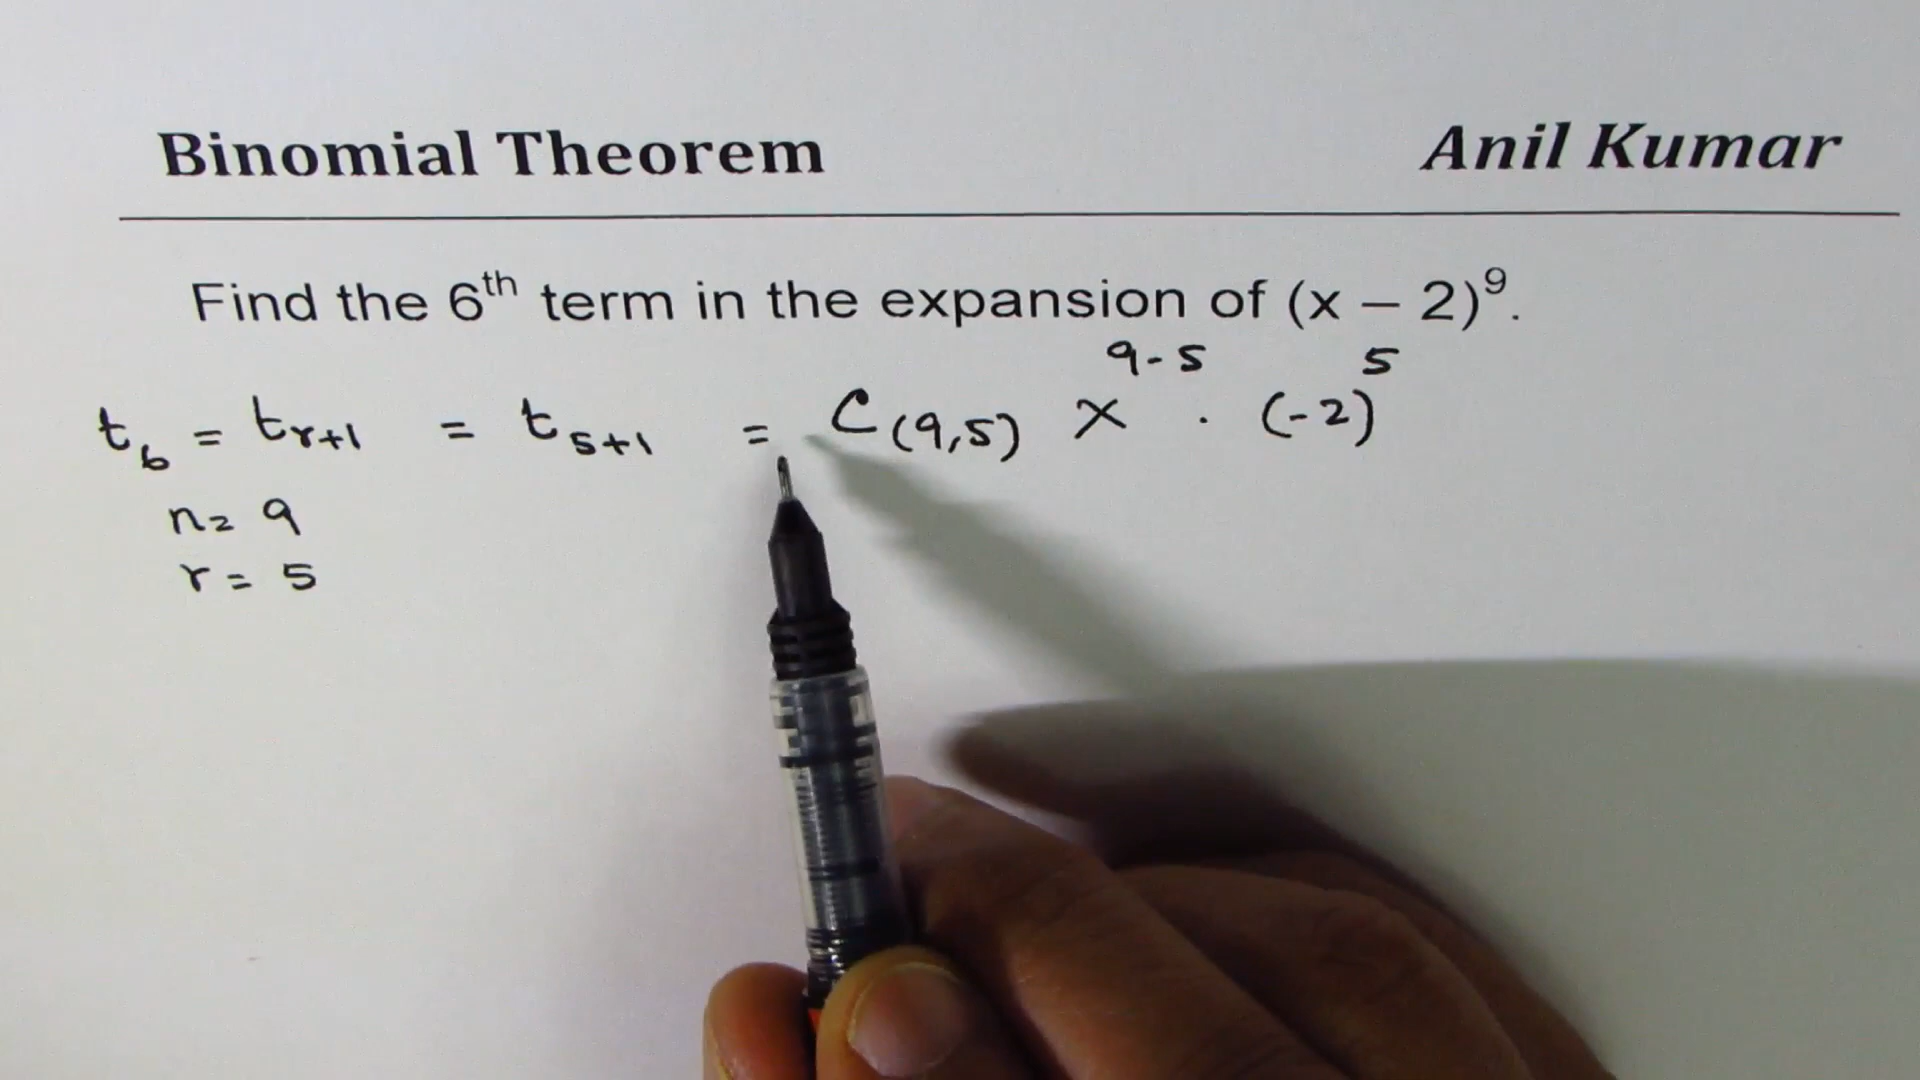 Binomial Theorem Anil Kumar
Find the 6th term in the expansion of (x – 2)⁹.
t₆ = tᵣ₊₁ = t₅₊₁ = C₍₉,₅₎ x⁹⁻⁵ · (-2)⁵
n = 9
r = 5